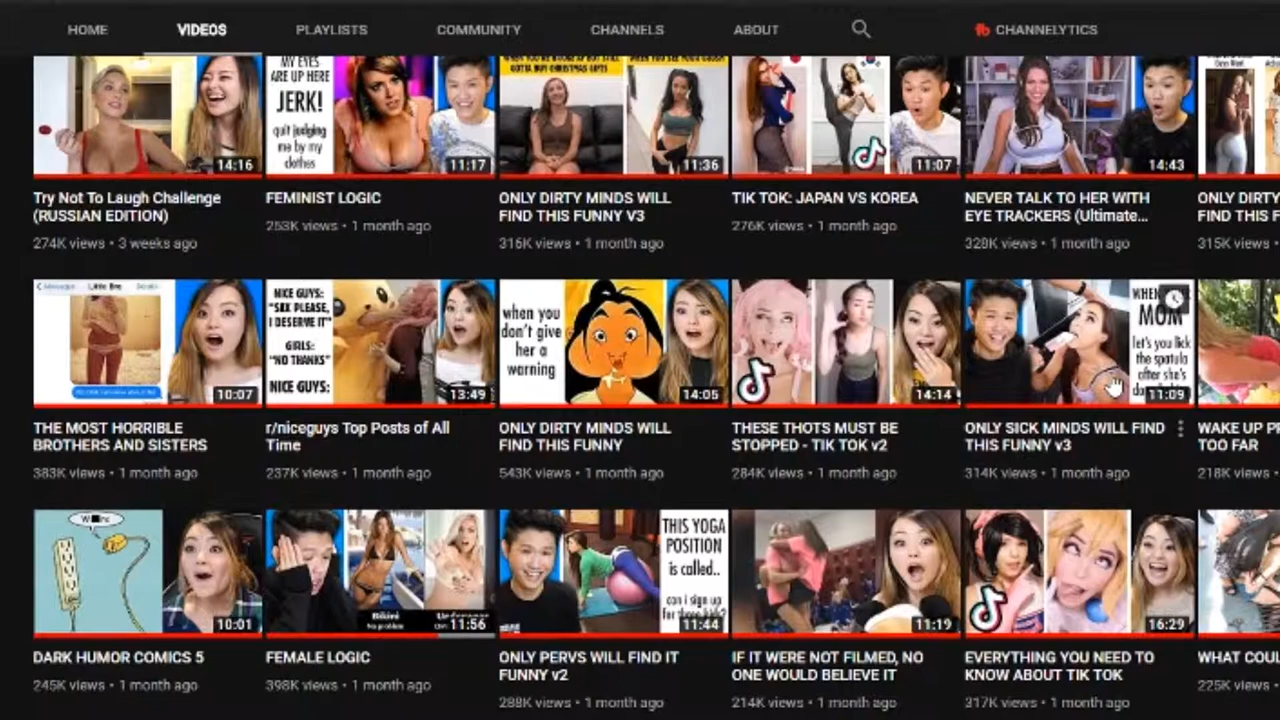 HOME
VIDEOS
PLAYLISTS
COMMUNITY
CHANNELS
ABOUT
CHANNELYTICS
14:16
MY EYES
ARE UP HERE
JERK!
quit judging
me by my
clothes
11:17
GOTTA BUY CHRISTMAS GIFTS
11:36
11:07
14:43
Try Not To Laugh Challenge
(RUSSIAN EDITION)
274K views • 3 weeks ago
FEMINIST LOGIC
253K views • 1 month ago
ONLY DIRTY MINDS WILL
FIND THIS FUNNY V3
316K views • 1 month ago
TIK TOK: JAPAN VS KOREA
276K views • 1 month ago
NEVER TALK TO HER WITH
EYE TRACKERS (Ultimate...
328K views • 1 month ago
ONLY DIRTY
FIND THIS F
315K views •
Little Bro
10:07
NICE GUYS:
"SEX PLEASE,
I DESERVE IT"
GIRLS:
"NO THANKS"
NICE GUYS:
13:49
when you
don't give
her a
warning
14:05
14:14
MOM
let's you lick
the spatula
after she's
11:09
THE MOST HORRIBLE
BROTHERS AND SISTERS
383K views • 1 month ago
r/niceguys Top Posts of All
Time
237K views • 1 month ago
ONLY DIRTY MINDS WILL
FIND THIS FUNNY
543K views • 1 month ago
THESE THOTS MUST BE
STOPPED - TIK TOK v2
284K views • 1 month ago
ONLY SICK MINDS WILL FIND
THIS FUNNY v3
314K views • 1 month ago
WAKE UP PR
TOO FAR
218K views •
10:01
Bikini
No problem
11:56
THIS YOGA
POSITION
is called..
can i sign up
11:44
11:19
16:29
DARK HUMOR COMICS 5
245K views • 1 month ago
FEMALE LOGIC
398K views • 1 month ago
ONLY PERVS WILL FIND IT
FUNNY v2
288K views • 1 month ago
IF IT WERE NOT FILMED, NO
ONE WOULD BELIEVE IT
214K views • 1 month ago
EVERYTHING YOU NEED TO
KNOW ABOUT TIK TOK
317K views • 1 month ago
WHAT COUL
225K views •